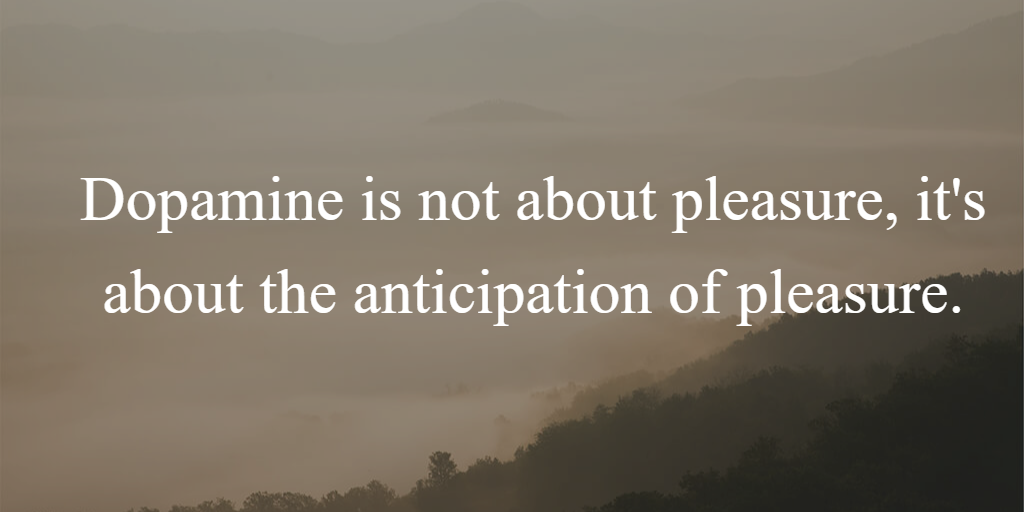 Dopamine is not about pleasure, it's
about the anticipation of pleasure.